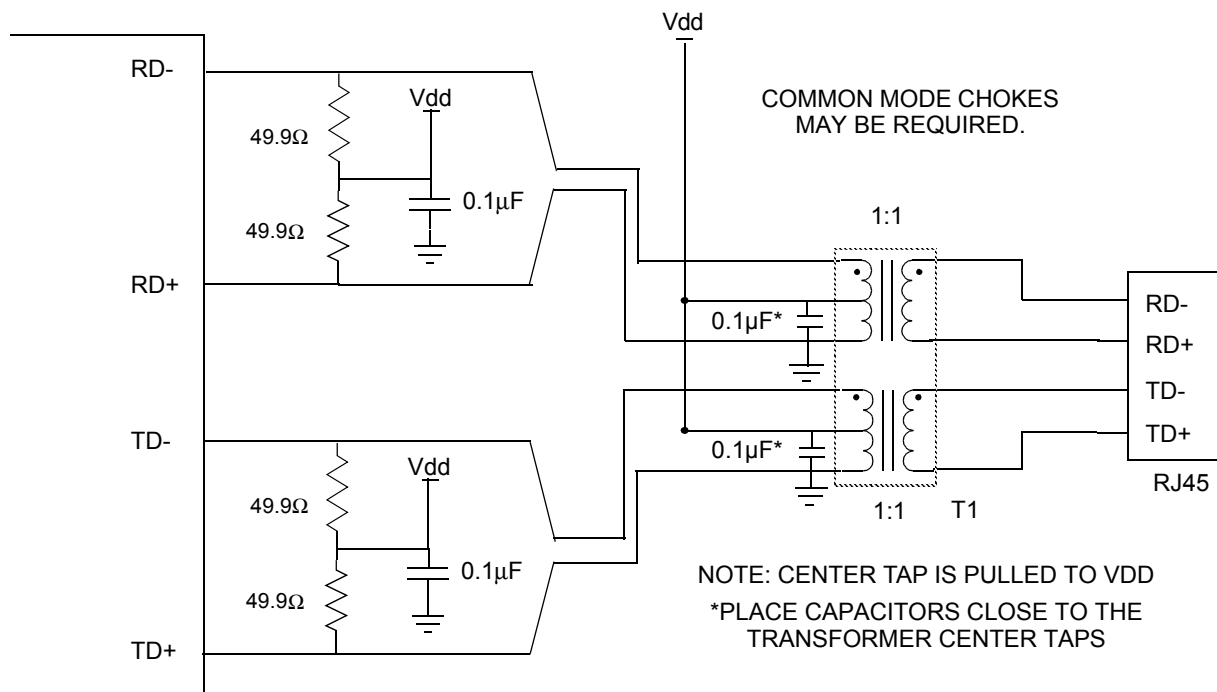 Vdd
RD-
Vdd
COMMON MODE CHOKES
MAY BE REQUIRED.
49.9Ω
0.1μF
1:1
49.9Ω
RD+
RD-
0.1μF*
RD+
TD-
TD-
0.1μF*
TD+
Vdd
RJ45
49.9Ω
1:1
T1
0.1μF
NOTE: CENTER TAP IS PULLED TO VDD
49.9Ω
*PLACE CAPACITORS CLOSE TO THE
TRANSFORMER CENTER TAPS
TD+